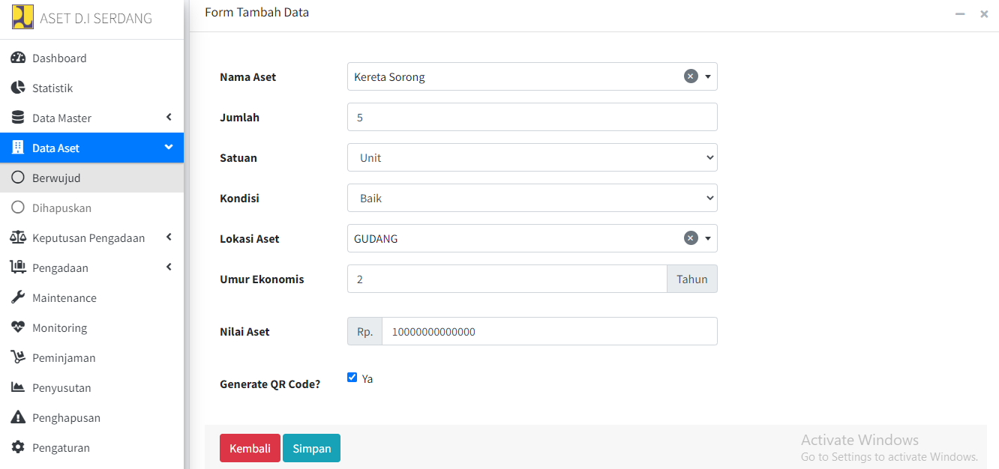 ASET D.I SERDANG
Dashboard
Statistik
Data Master
Data Aset
Berwujud
Dihapuskan
Keputusan Pengadaan
Pengadaan
Maintenance
Monitoring
Peminjaman
Penyusutan
Penghapusan
Pengaturan
Form Tambah Data
Nama Aset
Kereta Sorong
Jumlah
5
Satuan
Unit
Kondisi
Baik
Lokasi Aset
GUDANG
Umur Ekonomis
2
Tahun
Nilai Aset
Rp.
10000000000000
Generate QR Code?
Ya
Kembali
Simpan
Activate Windows
Go to Settings to activate Windows.